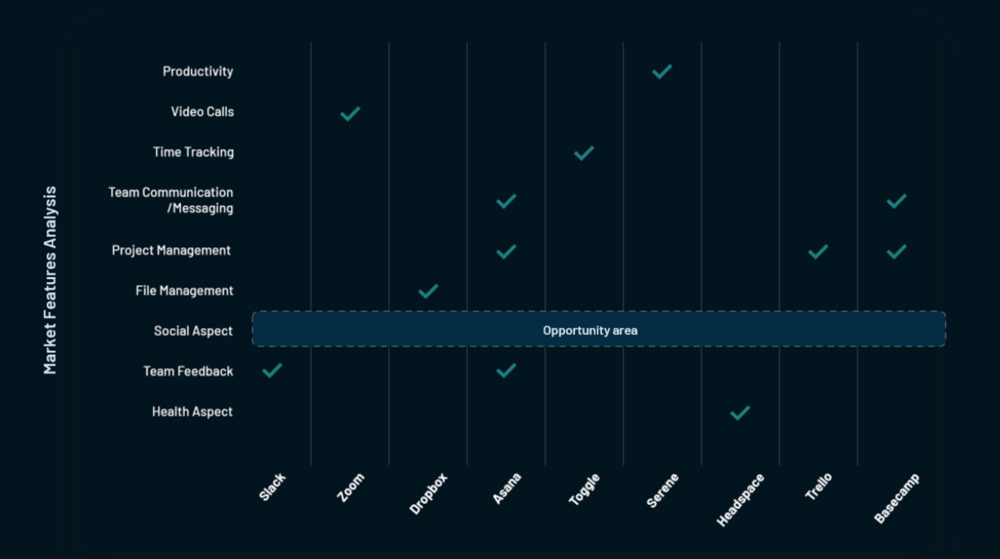 Market Features Analysis
Productivity
Video Calls
Time Tracking
Team Communication
/Messaging
Project Management
File Management
Social Aspect
Opportunity area
Team Feedback
Health Aspect
Slack
Zoom
Dropbox
Asana
Toggle
Serene
Headspace
Trello
Basecamp